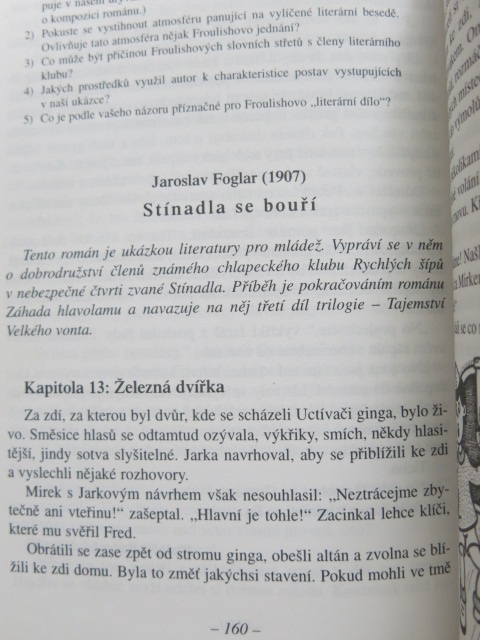 puje v našem
o kompozici románu.)
2) Pokuste se vystihnout atmosféru panující na vylíčené literární besedě.
Ovlivňuje tato atmosféra nějak Froulishovo jednání?
3) Co může být příčinou Froulishových slovních střetů s členy literárního
klubu?
4) Jakých prostředků využil autor k charakteristice postav vystupujících
v naší ukázce?
5) Co je podle vašeho názoru příznačné pro Froulishovo „literární dílo"?
Jaroslav Foglar (1907)
Stínadla se bouří
Tento román je ukázkou literatury pro mládež. Vypráví se v něm
o dobrodružství členů známého chlapeckého klubu Rychlých šípů
v nebezpečné čtvrti zvané Stínadla. Příběh je pokračováním románu
Záhada hlavolamu a navazuje na něj třetí díl trilogie – Tajemství
Velkého vonta.
Kapitola 13: Železná dvířka
Za zdí, za kterou byl dvůr, kde se scházeli Uctívači ginga, bylo ži-
vo. Směsice hlasů se odtamtud ozývala, výkřiky, smích, někdy hlasi-
tější, jindy sotva slyšitelné. Jarka navrhoval, aby se přiblížili ke zdi
a vyslechli nějaké rozhovory.
Mirek s Jarkovým návrhem však nesouhlasil: „Neztrácejme zby-
tečně ani vteřinu!" zašeptal. „Hlavní je tohle!" Zacinkal lehce klíči,
které mu svěřil Fred.
Obrátili se zase zpět od stromu ginga, obešli altán a zvolna se blí-
žili ke zdi domu. Byla to změť jakýchsi stavení. Pokud mohli ve tmě
– 160 –